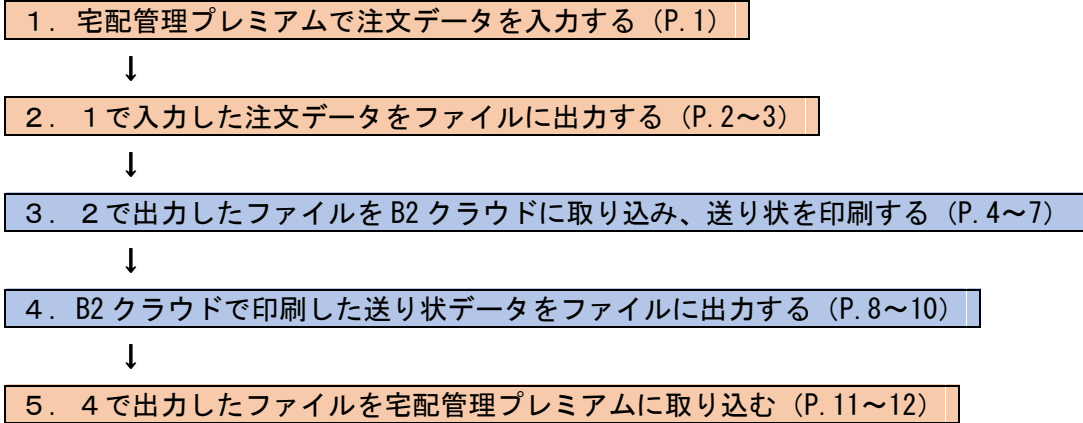 １．宅配管理プレミアムで注文データを入力する（P.1）
↓
２．１で入力した注文データをファイルに出力する（P.2～3）
↓
３．２で出力したファイルを B2 クラウドに取り込み、送り状を印刷する（P.4～7）
↓
４．B2 クラウドで印刷した送り状データをファイルに出力する（P.8～10）
↓
５．４で出力したファイルを宅配管理プレミアムに取り込む（P.11～12）